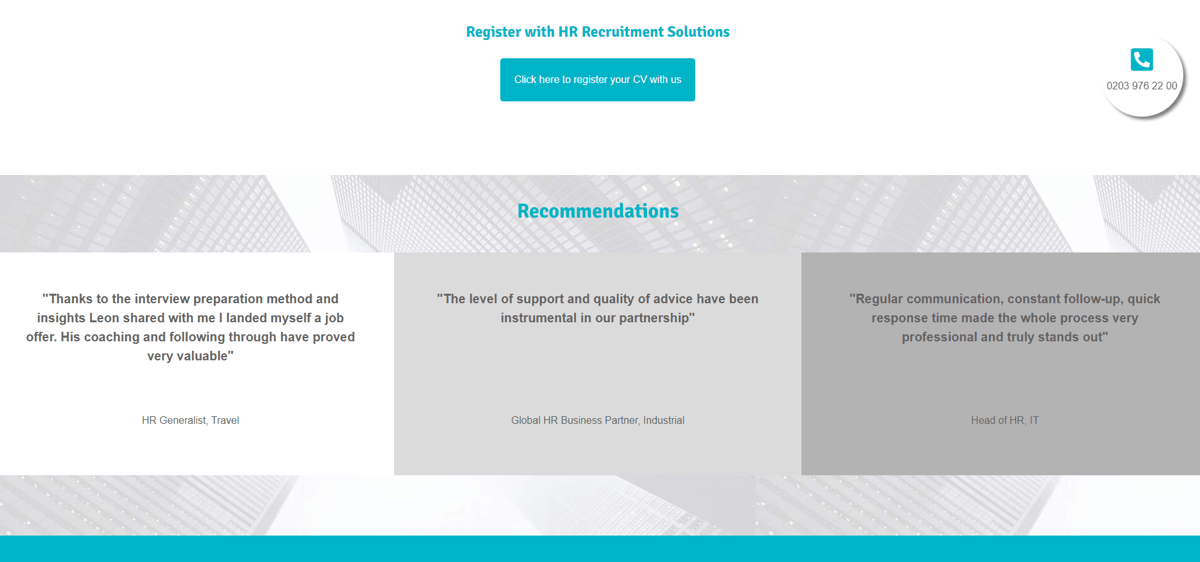 Register with HR Recruitment Solutions
Click here to register your CV with us
0203 976 22 00
Recommendations
"Thanks to the interview preparation method and
insights Leon shared with me I landed myself a job
offer. His coaching and following through have proved
very valuable"
HR Generalist, Travel
"The level of support and quality of advice have been
instrumental in our partnership"
Global HR Business Partner, Industrial
"Regular communication, constant follow-up, quick
response time made the whole process very
professional and truly stands out"
Head of HR, IT